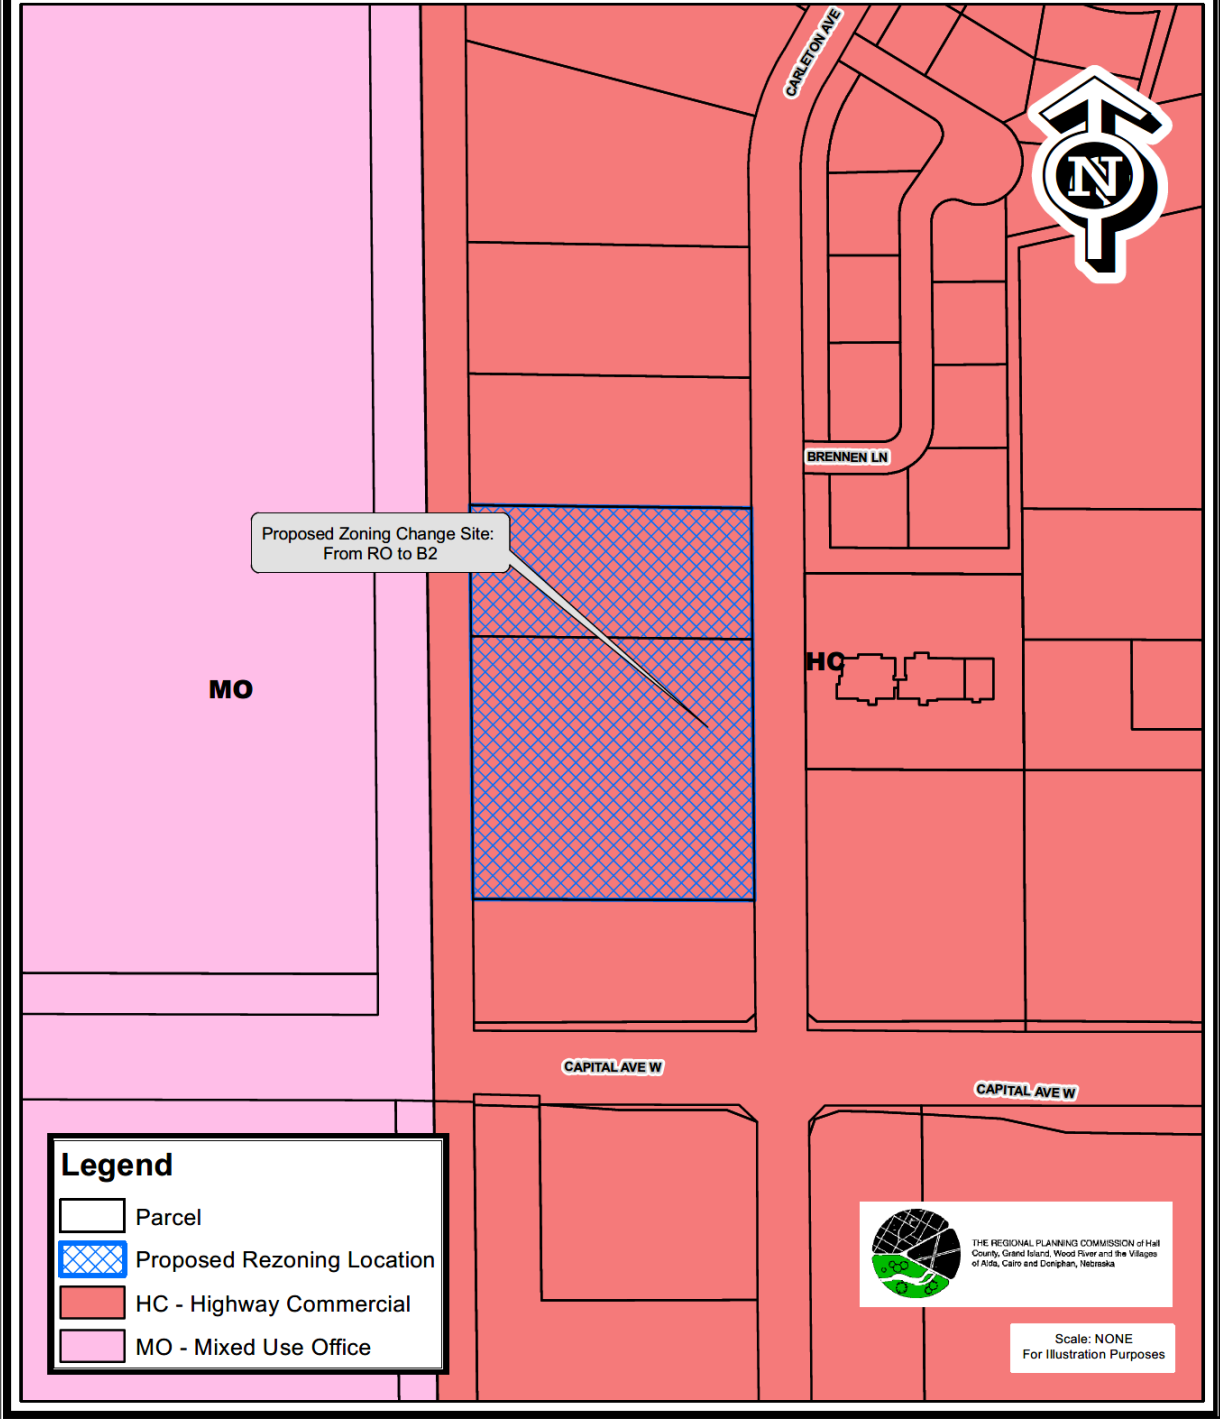 CARLETON AVE
N
BRENNEN LN
Proposed Zoning Change Site:
From RO to B2
HC
MO
CAPITAL AVE W
CAPITAL AVE W
Legend
Parcel
Proposed Rezoning Location
HC - Highway Commercial
MO - Mixed Use Office
THE REGIONAL PLANNING COMMISSION of Hall
County, Grand Island, Wood River and the Villages
of Alda, Cairo and Doniphan, Nebraska
Scale: NONE
For Illustration Purposes